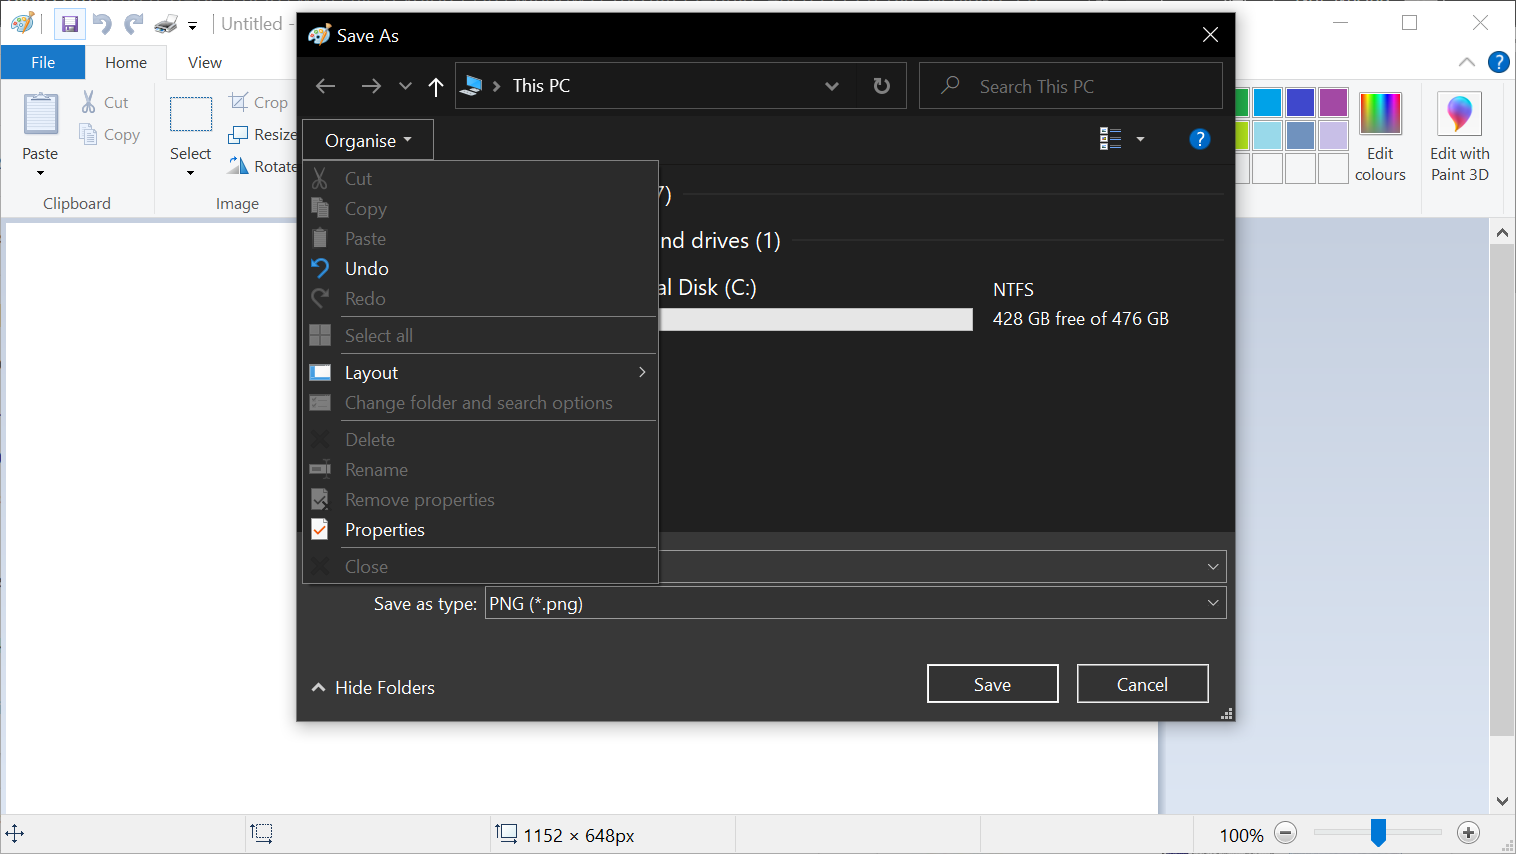 Untitled -
Save As
File
Home
View
This PC
Search This PC
Paste
Cut
Copy
Clipboard
Select
Crop
Resize
Rotate
Image
Organise
Cut
Copy
Paste
Undo
Redo
Select all
Layout
Change folder and search options
Delete
Rename
Remove properties
Properties
Close
7)
nd drives (1)
al Disk (C:)
NTFS
428 GB free of 476 GB
Save as type:
PNG (*.png)
Hide Folders
Save
Cancel
Edit
colours
Edit with
Paint 3D
1152 × 648px
100%